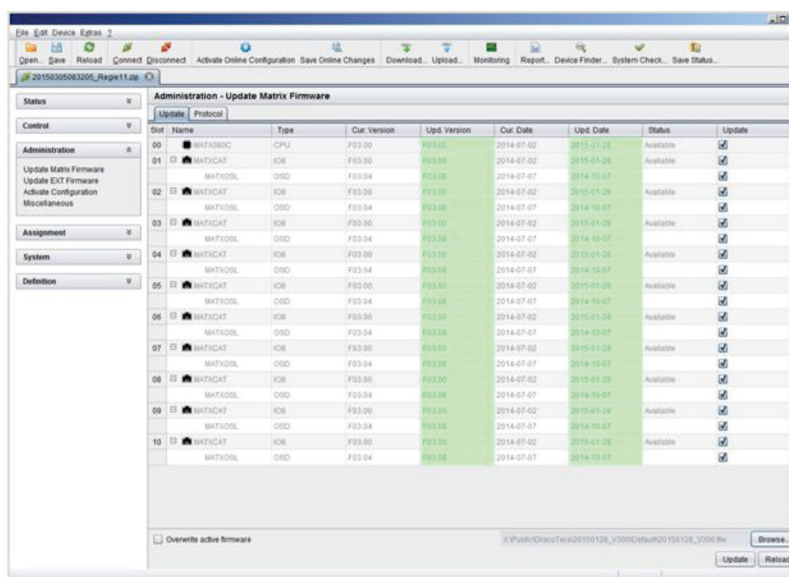 File Edit Device Extras ?
Open... Save Reload Connect Disconnect Activate Online Configuration Save Online Changes Download... Upload... Monitoring Report... Device Finder... System Check... Save Status...
20150305083205_Regie11.zip
Status
Control
Administration
Update Matrix Firmware
Update EXT Firmware
Activate Configuration
Miscellaneous
Assignment
System
Definition
Administration - Update Matrix Firmware
Update Protocol
Slot Name Type Cur. Version Upd. Version Cur. Date Upd. Date Status Update
00 MATX080C CPU F03.00 F03.00 2014-07-02 2015-01-28 Available
01 MATXCAT IO8 F03.00 F03.00 2014-07-02 2015-01-28 Available
MATXOSL OSD F03.04 F03.08 2014-07-07 2014-10-07
02 MATXCAT IO8 F03.00 F03.00 2014-07-02 2015-01-28 Available
MATXOSL OSD F03.04 F03.08 2014-07-07 2014-10-07
03 MATXCAT IO8 F03.00 F03.00 2014-07-02 2015-01-28 Available
MATXOSL OSD F03.04 F03.08 2014-07-07 2014-10-07
04 MATXCAT IO8 F03.00 F03.00 2014-07-02 2015-01-28 Available
MATXOSL OSD F03.04 F03.08 2014-07-07 2014-10-07
05 MATXCAT IO8 F03.00 F03.00 2014-07-02 2015-01-28 Available
MATXOSL OSD F03.04 F03.08 2014-07-07 2014-10-07
06 MATXCAT IO8 F03.00 F03.00 2014-07-02 2015-01-28 Available
MATXOSL OSD F03.04 F03.08 2014-07-07 2014-10-07
07 MATXCAT IO8 F03.00 F03.00 2014-07-02 2015-01-28 Available
MATXOSL OSD F03.04 F03.08 2014-07-07 2014-10-07
08 MATXCAT IO8 F03.00 F03.00 2014-07-02 2015-01-28 Available
MATXOSL OSD F03.04 F03.08 2014-07-07 2014-10-07
09 MATXCAT IO8 F03.00 F03.00 2014-07-02 2015-01-28 Available
MATXOSL OSD F03.04 F03.08 2014-07-07 2014-10-07
10 MATXCAT IO8 F03.00 F03.00 2014-07-02 2015-01-28 Available
MATXOSL OSD F03.04 F03.08 2014-07-07 2014-10-07
Overwrite active firmware X:\Public\DracoTera\20150128_V300\Default\20150128_V300.tfw Browse...
Update Reload